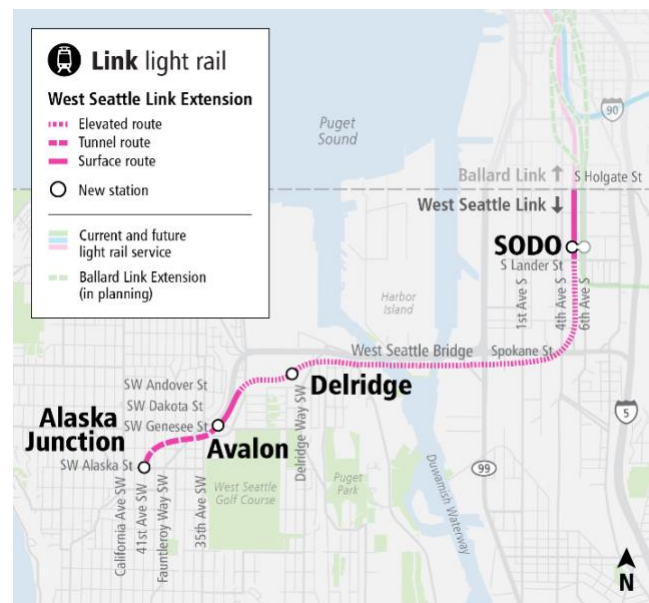 Link light rail
West Seattle Link Extension
Elevated route
Tunnel route
Surface route
New station
Current and future
light rail service
Ballard Link Extension
(in planning)
Puget
Sound
90
Ballard Link ↑
S Holgate St
West Seattle Link ↓
SODO
S Lander St
1st Ave S
4th Ave S
6th Ave S
Harbor
Island
West Seattle Bridge
Spokane St
SW Andover St
Delridge
SW Dakota St
Alaska
Junction
SW Genesee St
Avalon
Delridge Way SW
5
SW Alaska St
99
California Ave SW
41st Ave SW
Fauntleroy Way SW
35th Ave SW
West Seattle
Golf Course
Puget
Park
Duwamish Waterway
N